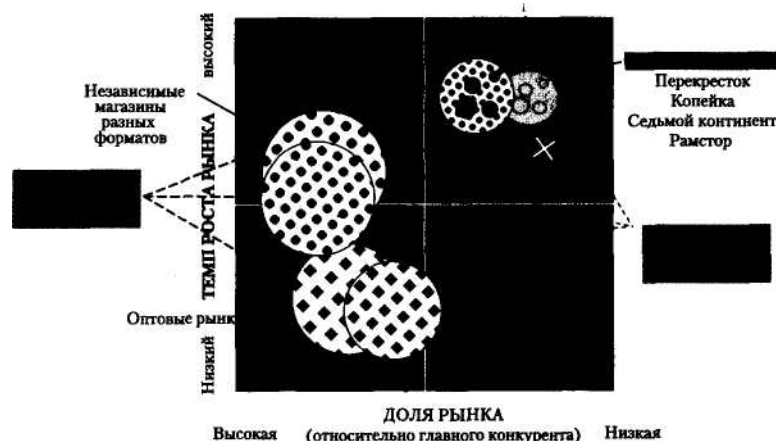 высокий
Независимые
магазины
разных
форматов
Перекресток
Копейка
Седьмой континент
Рамстор
ТЕМП РОСТА РЫНКА
Оптовые рынк
Низкий
ДОЛЯ РЫНКА
Высокая (относительно главного конкурента) Низкая